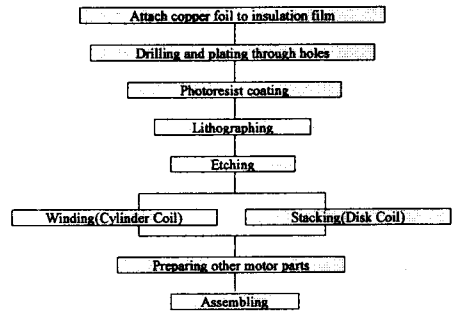 Attach copper foil to insulation film
Drilling and plating through holes
Photoresist coating
Lithographing
Etching
Winding(Cylinder Coil)
Stacking(Disk Coil)
Preparing other motor parts
Assembling